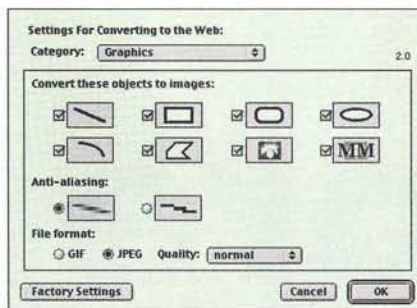 Settings For Converting to the Web:
Category: Graphics
2.0
Convert these objects to images:
MM
Anti-aliasing:
File format:
GIF JPEG Quality: normal
Factory Settings Cancel OK